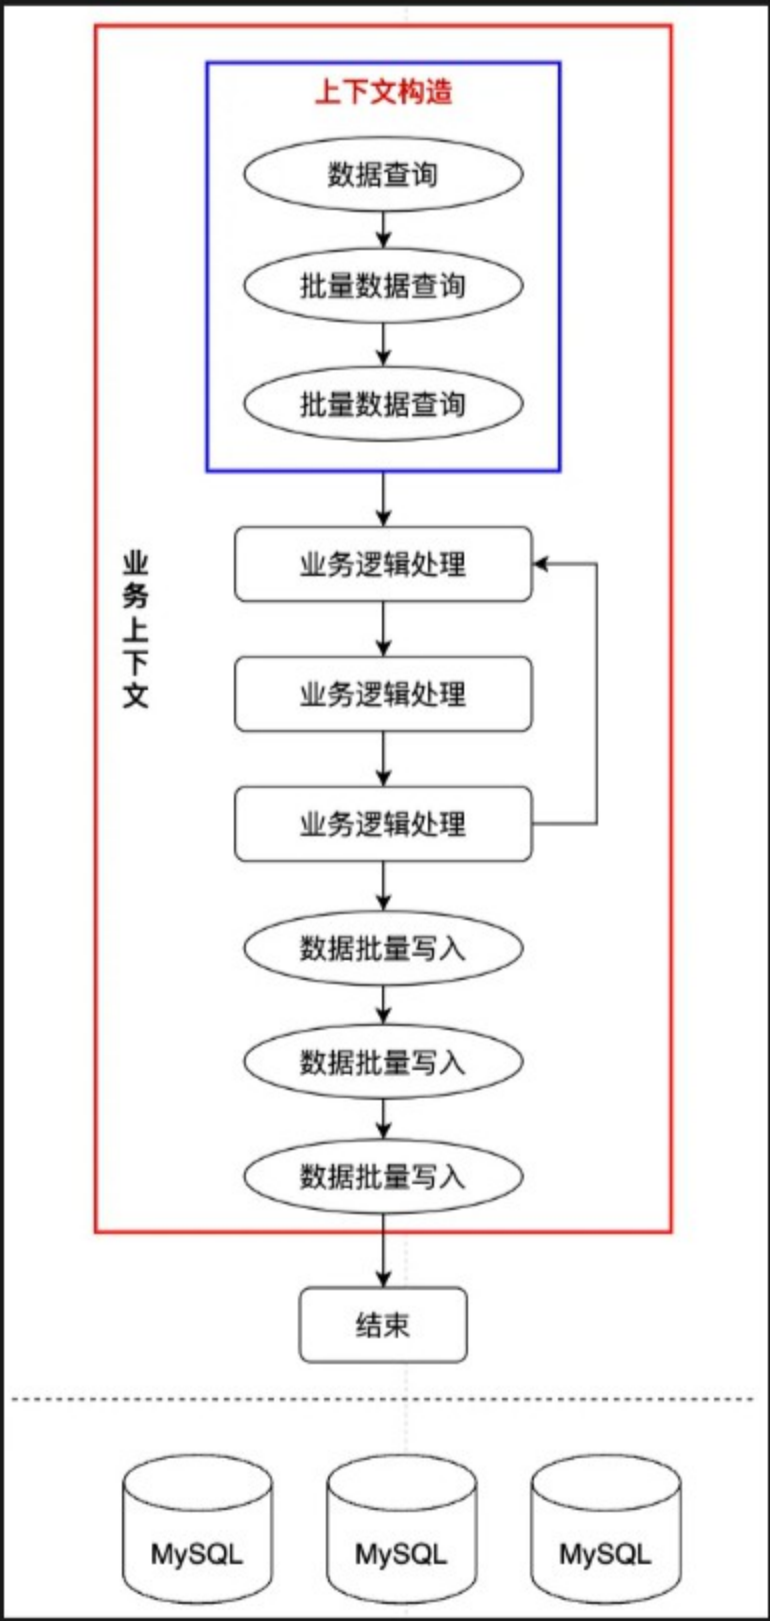 上下文构造
数据查询
批量数据查询
批量数据查询
业务上下文
业务逻辑处理
业务逻辑处理
业务逻辑处理
数据批量写入
数据批量写入
数据批量写入
结束
MySQL
MySQL
MySQL